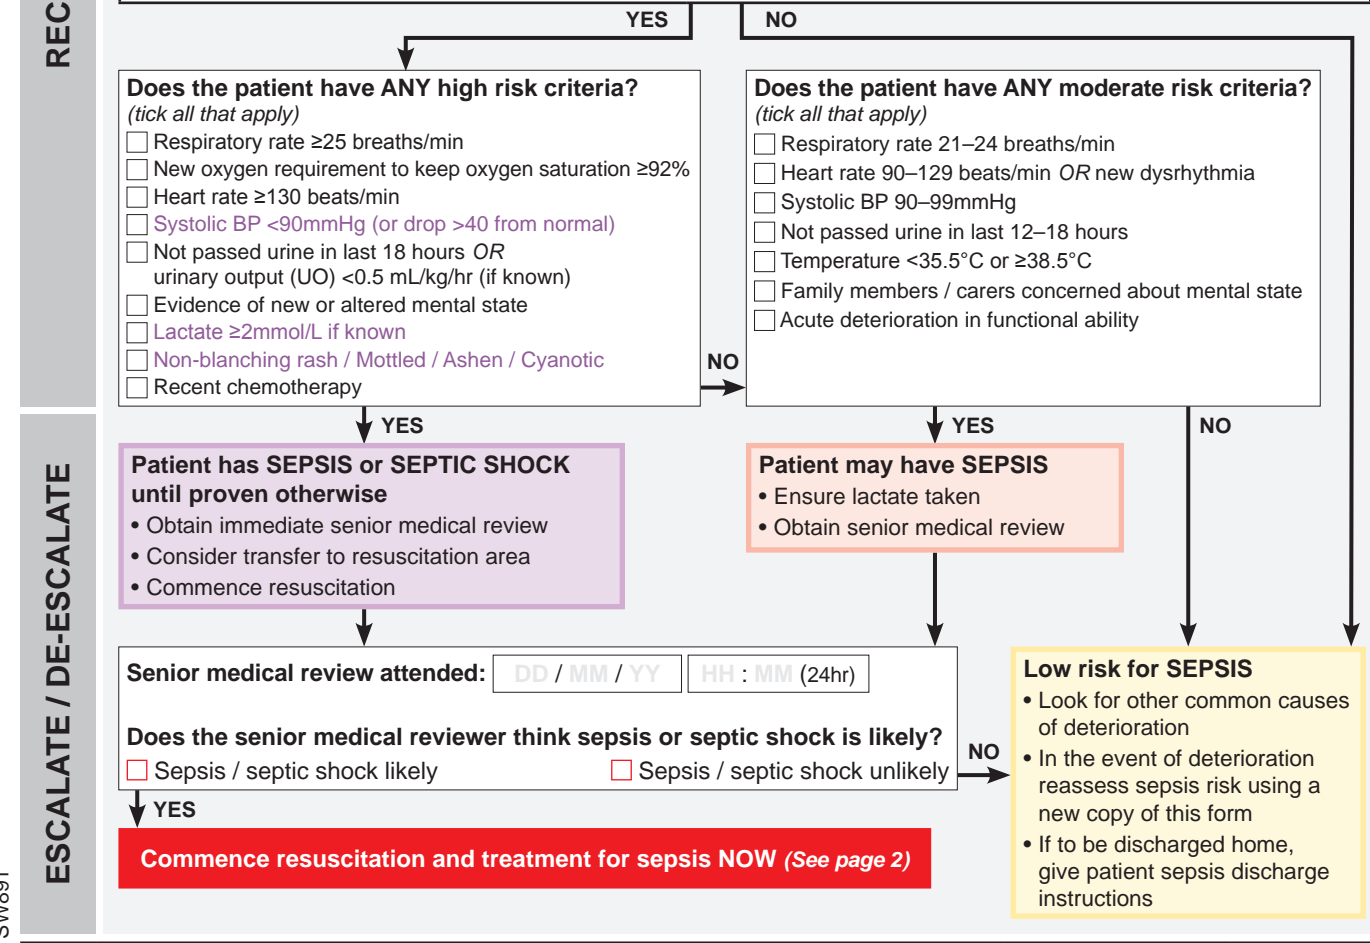 REC
YES
NO
Does the patient have ANY high risk criteria?
(tick all that apply)
Respiratory rate ≥25 breaths/min
New oxygen requirement to keep oxygen saturation ≥92%
Heart rate ≥130 beats/min
Systolic BP <90mmHg (or drop >40 from normal)
Not passed urine in last 18 hours OR
urinary output (UO) <0.5 mL/kg/hr (if known)
Evidence of new or altered mental state
Lactate ≥2mmol/L if known
Non-blanching rash / Mottled / Ashen / Cyanotic
Recent chemotherapy
NO
Does the patient have ANY moderate risk criteria?
(tick all that apply)
Respiratory rate 21–24 breaths/min
Heart rate 90–129 beats/min OR new dysrhythmia
Systolic BP 90–99mmHg
Not passed urine in last 12–18 hours
Temperature <35.5°C or ≥38.5°C
Family members / carers concerned about mental state
Acute deterioration in functional ability
ESCALATE / DE-ESCALATE
YES
YES
NO
Patient has SEPSIS or SEPTIC SHOCK
until proven otherwise
• Obtain immediate senior medical review
• Consider transfer to resuscitation area
• Commence resuscitation
Patient may have SEPSIS
• Ensure lactate taken
• Obtain senior medical review
Senior medical review attended: DD / MM / YY HH : MM (24hr)
Does the senior medical reviewer think sepsis or septic shock is likely?
Sepsis / septic shock likely
Sepsis / septic shock unlikely
NO
YES
Commence resuscitation and treatment for sepsis NOW (See page 2)
Low risk for SEPSIS
• Look for other common causes
of deterioration
• In the event of deterioration
reassess sepsis risk using a
new copy of this form
• If to be discharged home,
give patient sepsis discharge
instructions